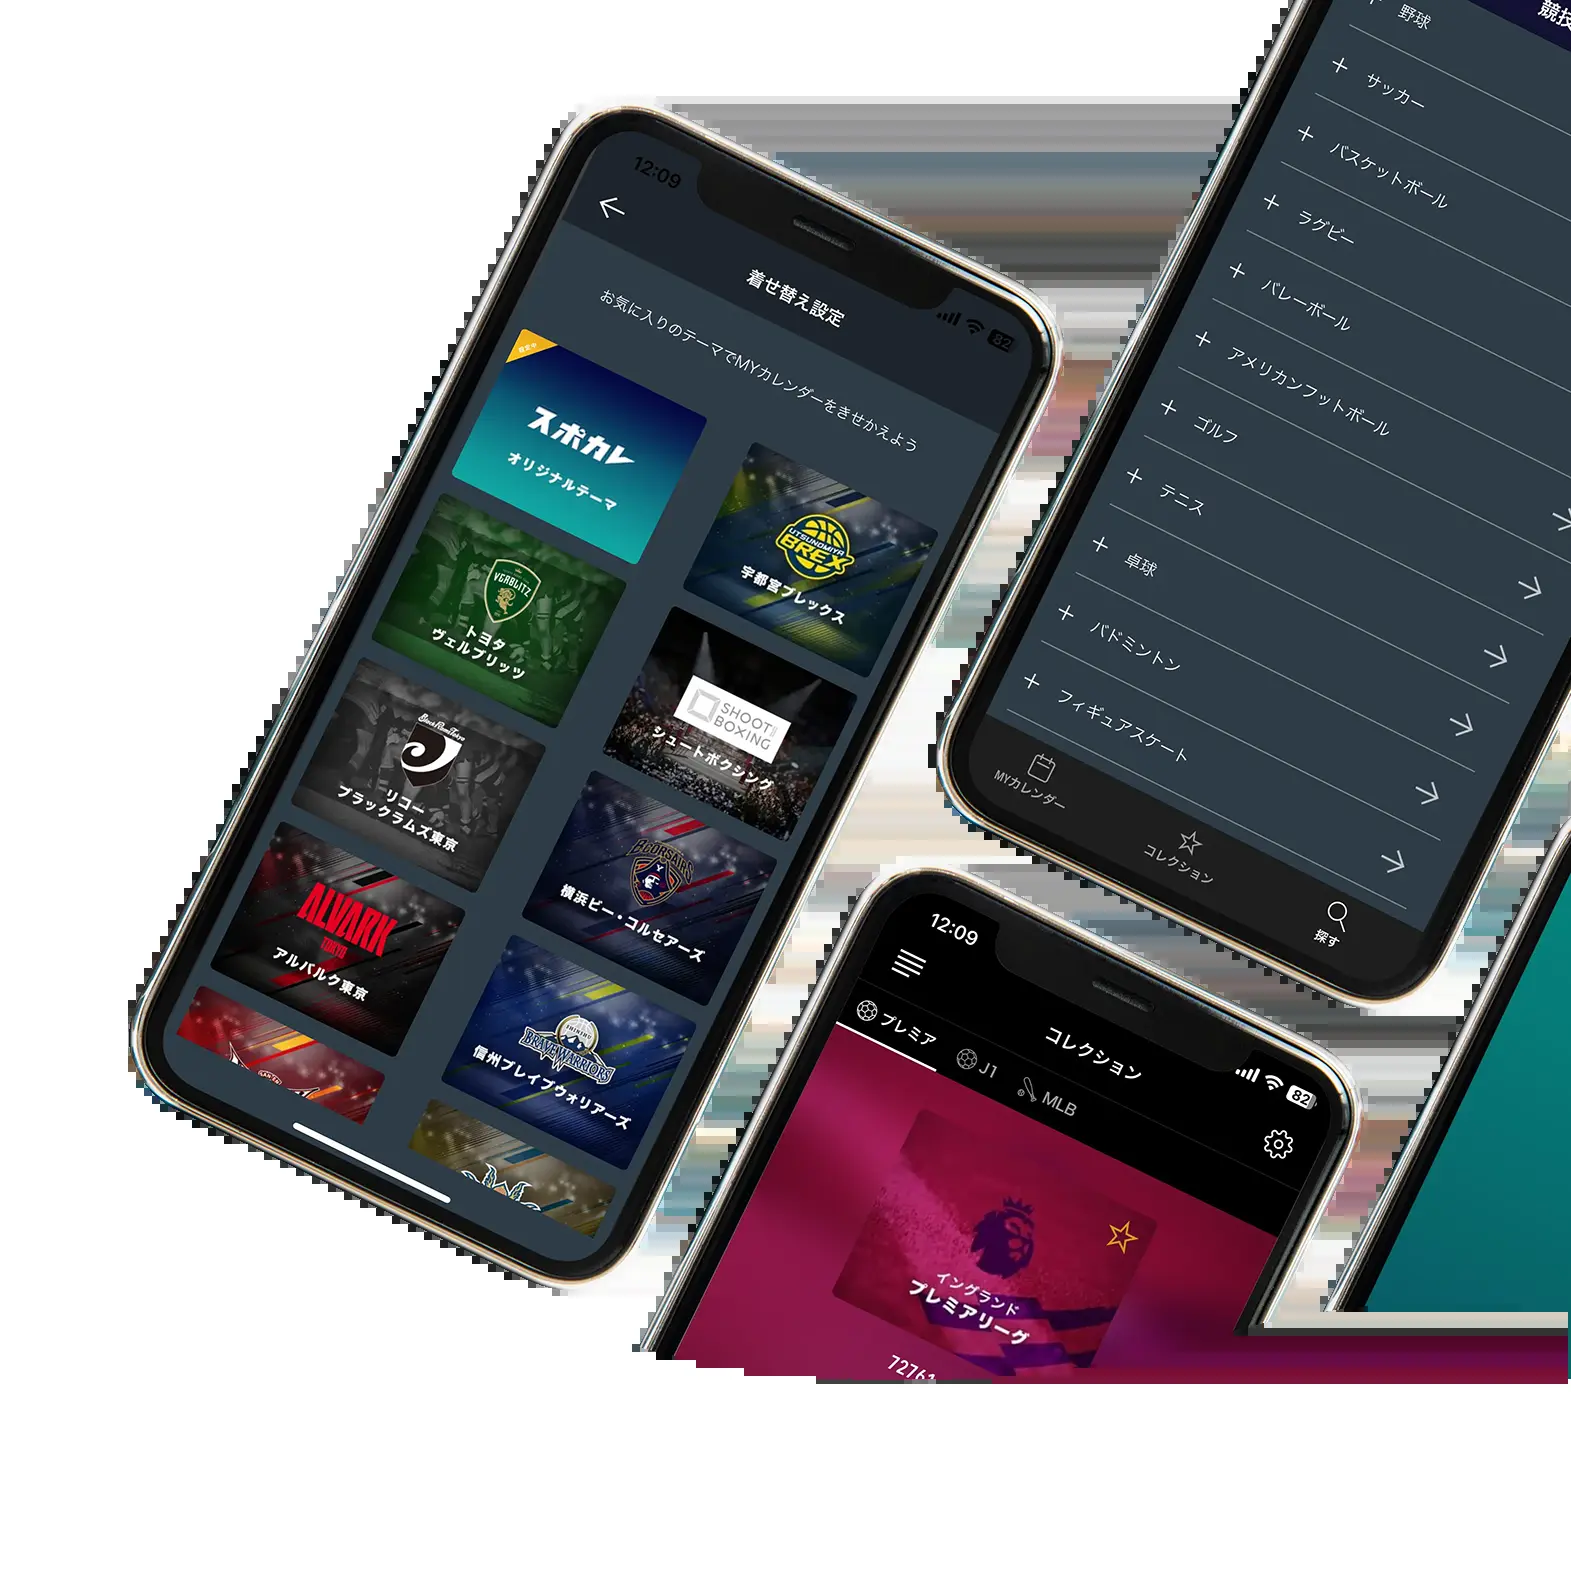 12:09
82
着せ替え設定
お気に入りのテーマでMYカレンダーをきせかえよう
設定中
スポカレ
オリジナルテーマ
UTSUNOMIYA
BREX
宇都宮ブレックス
VERBLITZ
トヨタ
ヴェルブリッツ
SHOOT
BOXING
シュートボクシング
Black Rams Tokyo
リコー
ブラックラムズ東京
B-CORSAIRS
横浜ビー・コルセアーズ
ALVARK
TOKYO
アルバルク東京
SHINSHU
BRAVE WARRIORS
信州ブレイブウォリアーズ
競技
野球
サッカー
バスケットボール
ラグビー
バレーボール
アメリカンフットボール
ゴルフ
テニス
卓球
バドミントン
フィギュアスケート
MYカレンダー
コレクション
探す
12:09
82
コレクション
プレミア
J1
MLB
イングランド
プレミアリーグ
72761